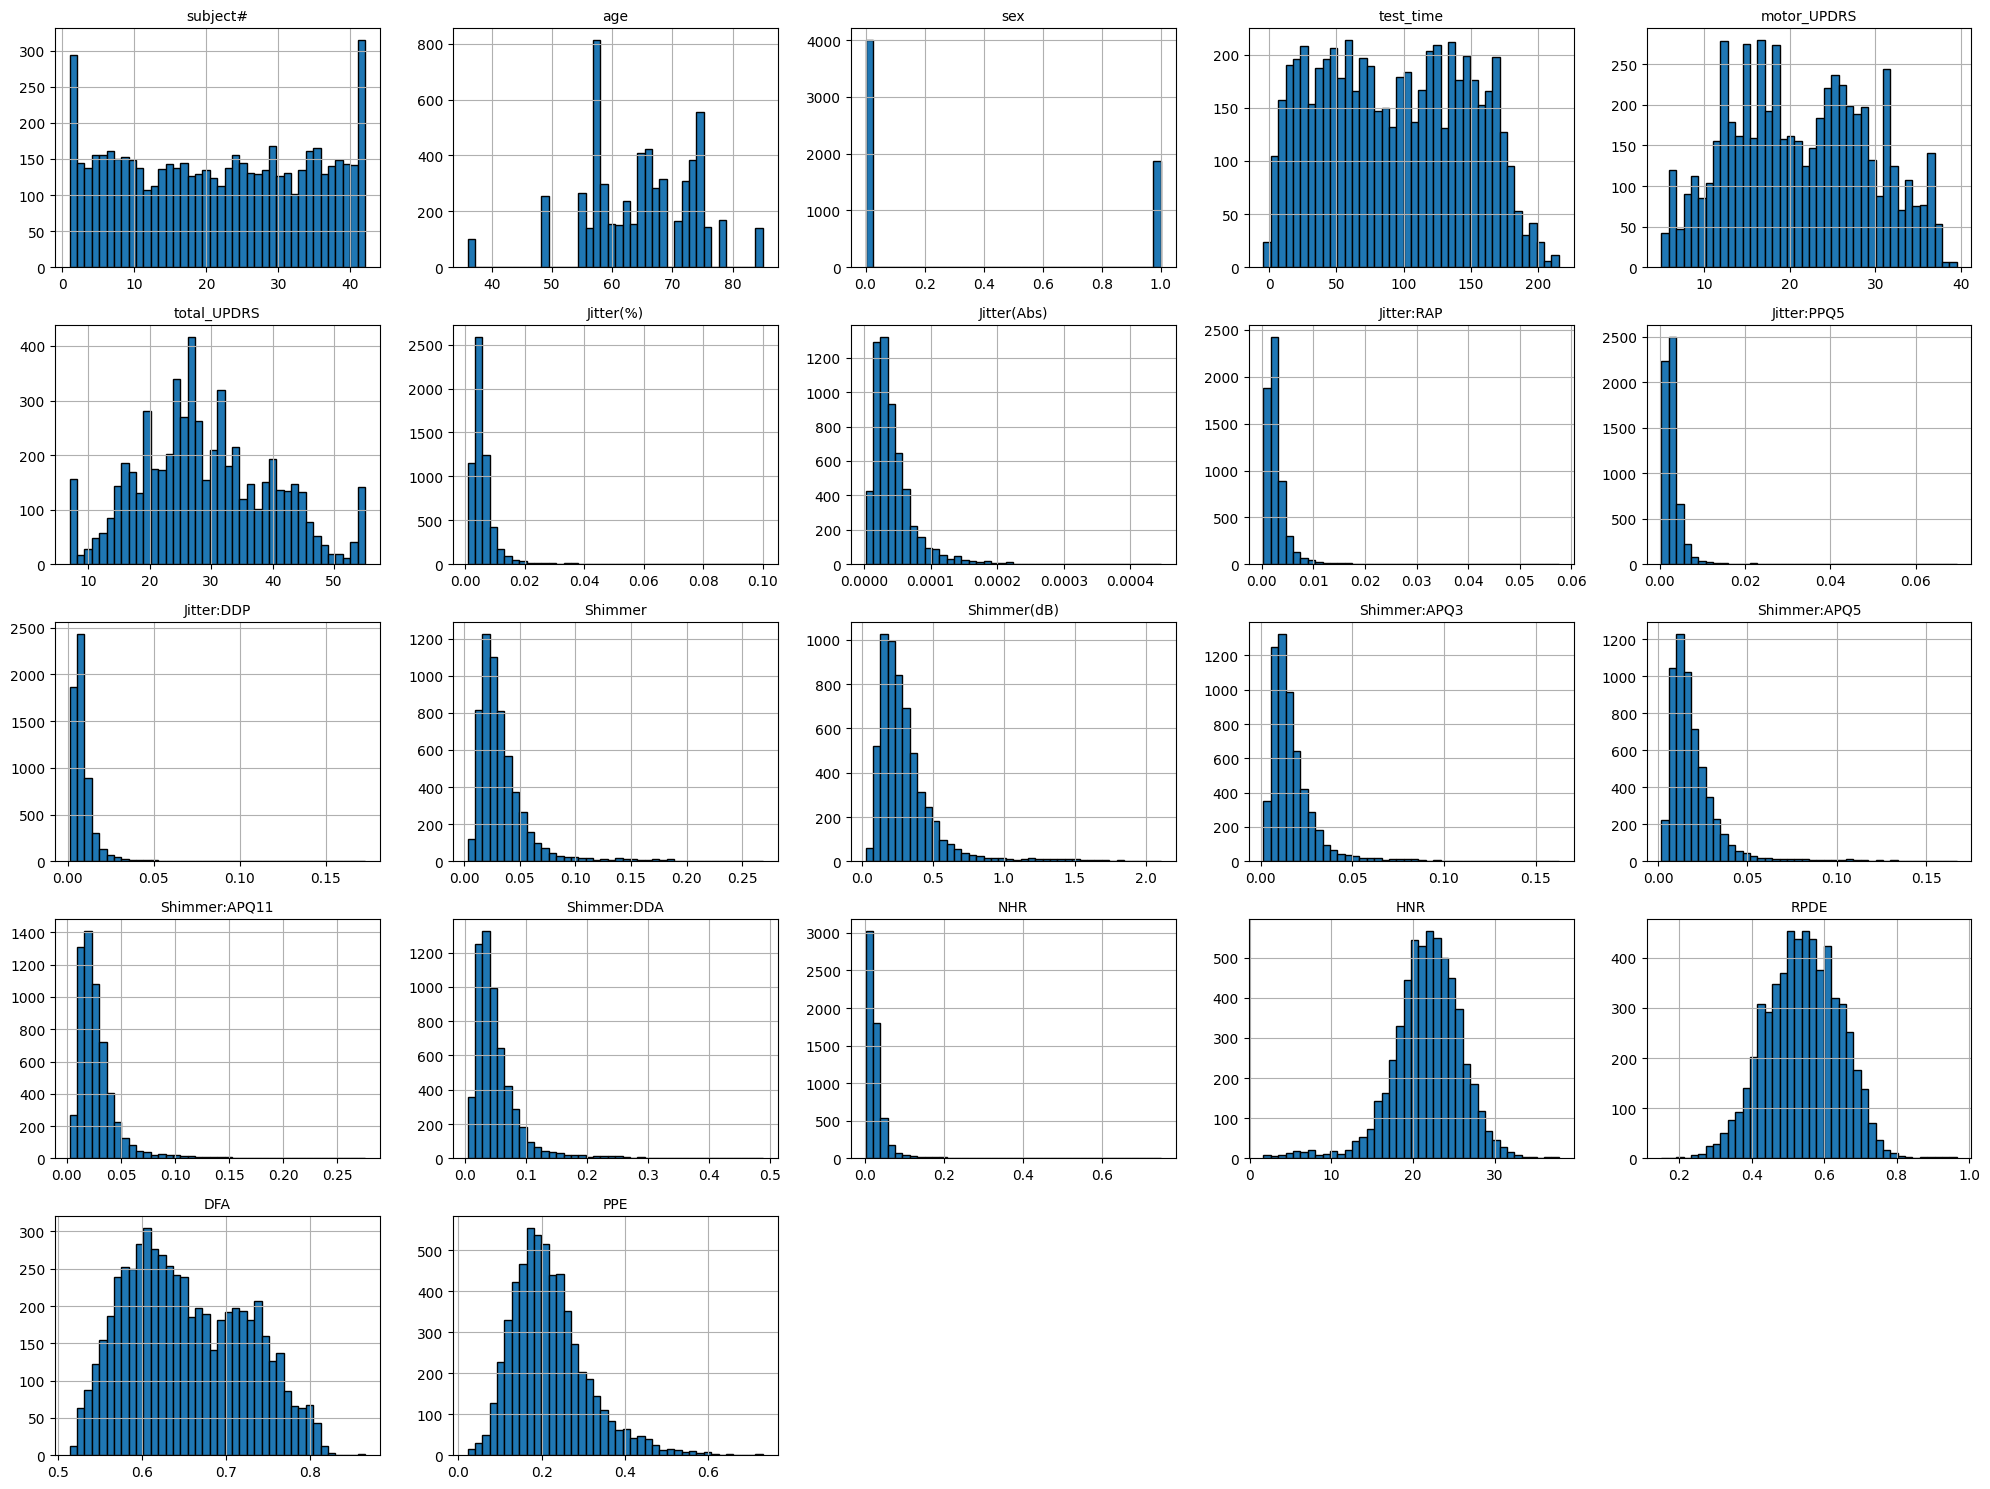 subject# age sex test_time motor_UPDRS
300 250 200 150 100 50 0
0 10 20 30 40
800 600 400 200 0
40 50 60 70 80
4000 3000 2000 1000 0
0.0 0.2 0.4 0.6 0.8 1.0
200 150 100 50 0
0 50 100 150 200
250 200 150 100 50 0
10 20 30 40
total_UPDRS Jitter(%) Jitter(Abs) Jitter:RAP Jitter:PPQ5
400 300 200 100 0
10 20 30 40 50
2500 2000 1500 1000 500 0
0.00 0.02 0.04 0.06 0.08 0.10
1200 1000 800 600 400 200 0
0.0000 0.0001 0.0002 0.0003 0.0004
2500 2000 1500 1000 500 0
0.00 0.01 0.02 0.03 0.04 0.05 0.06
2500 2000 1500 1000 500 0
0.00 0.02 0.04 0.06
Jitter:DDP Shimmer Shimmer(dB) Shimmer:APQ3 Shimmer:APQ5
2500 2000 1500 1000 500 0
0.00 0.05 0.10 0.15
1200 1000 800 600 400 200 0
0.00 0.05 0.10 0.15 0.20 0.25
1000 800 600 400 200 0
0.0 0.5 1.0 1.5 2.0
1200 1000 800 600 400 200 0
0.00 0.05 0.10 0.15
1200 1000 800 600 400 200 0
0.00 0.05 0.10 0.15
Shimmer:APQ11 Shimmer:DDA NHR HNR RPDE
1400 1200 1000 800 600 400 200 0
0.00 0.05 0.10 0.15 0.20 0.25
1200 1000 800 600 400 200 0
0.0 0.1 0.2 0.3 0.4 0.5
3000 2500 2000 1500 1000 500 0
0.0 0.2 0.4 0.6
500 400 300 200 100 0
0 10 20 30
400 300 200 100 0
0.2 0.4 0.6 0.8 1.0
DFA PPE
300 250 200 150 100 50 0
0.5 0.6 0.7 0.8
500 400 300 200 100 0
0.0 0.2 0.4 0.6